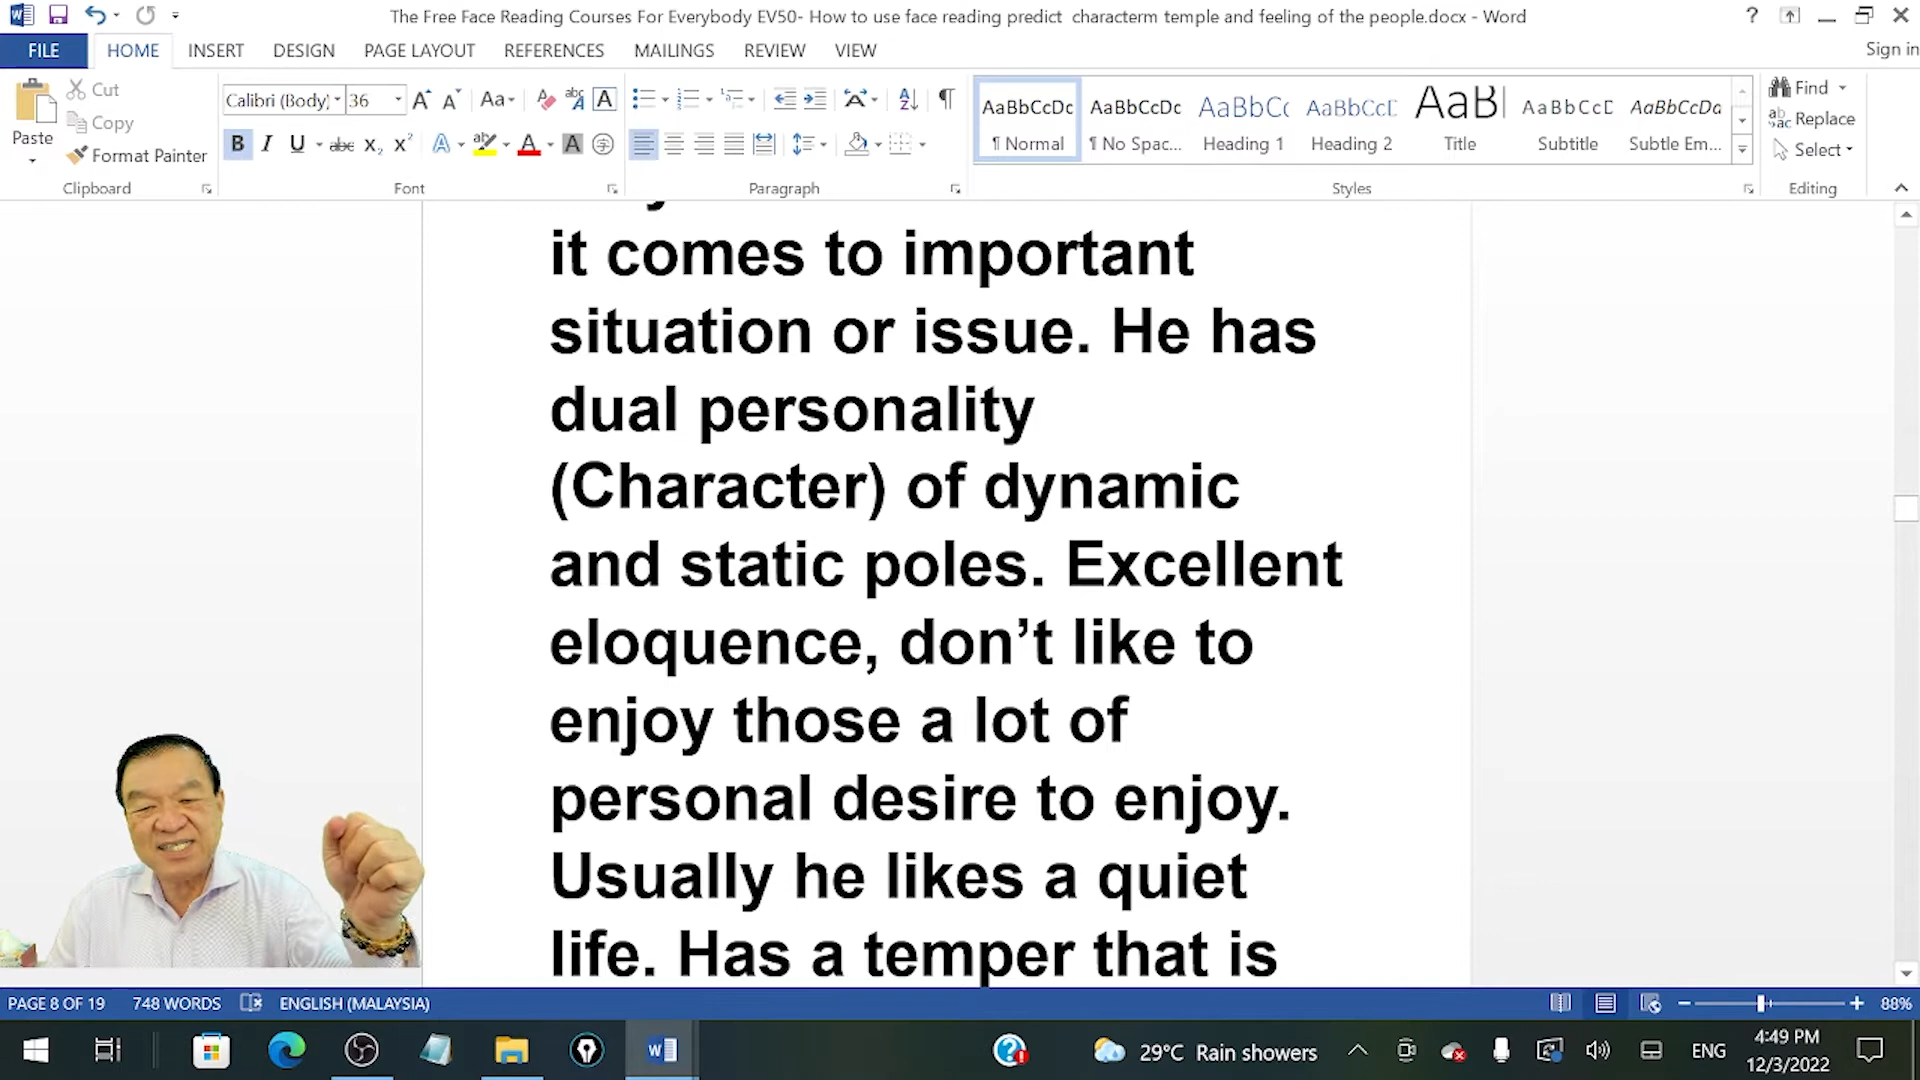 The Free Face Reading Courses For Everybody EV50- How to use face reading predict  characterm temple and feeling of the people.docx - Word
FILE HOME INSERT DESIGN PAGE LAYOUT REFERENCES MAILINGS REVIEW VIEW Sign in
Paste
Cut
Copy
Format Painter
Clipboard
Calibri (Body) 36
Font
Paragraph
AaBbCcDc AaBbCcDc AaBbCc AaBbCcD AaB AaBbCcD AaBbCcDa
¶ Normal ¶ No Spac... Heading 1 Heading 2 Title Subtitle Subtle Em...
Styles
Find
Replace
Select
Editing
it comes to important
situation or issue. He has
dual personality
(Character) of dynamic
and static poles. Excellent
eloquence, don’t like to
enjoy those a lot of
personal desire to enjoy.
Usually he likes a quiet
life. Has a temper that is
PAGE 8 OF 19 748 WORDS ENGLISH (MALAYSIA) 88%
29°C Rain showers ENG 4:49 PM
12/3/2022